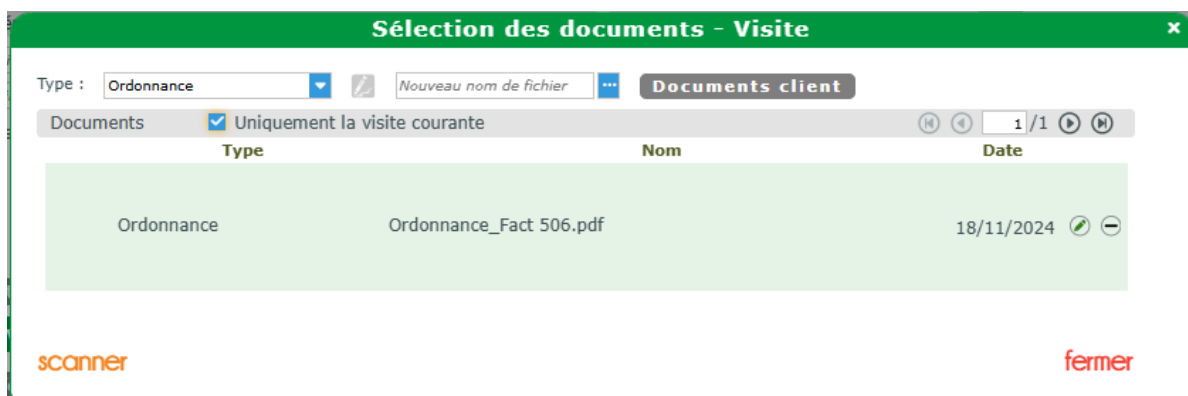 Sélection des documents - Visite
Type : Ordonnance Nouveau nom de fichier ... Documents client
Documents Uniquement la visite courante 1 /1
Type Nom Date
Ordonnance Ordonnance_Fact 506.pdf 18/11/2024
scanner fermer